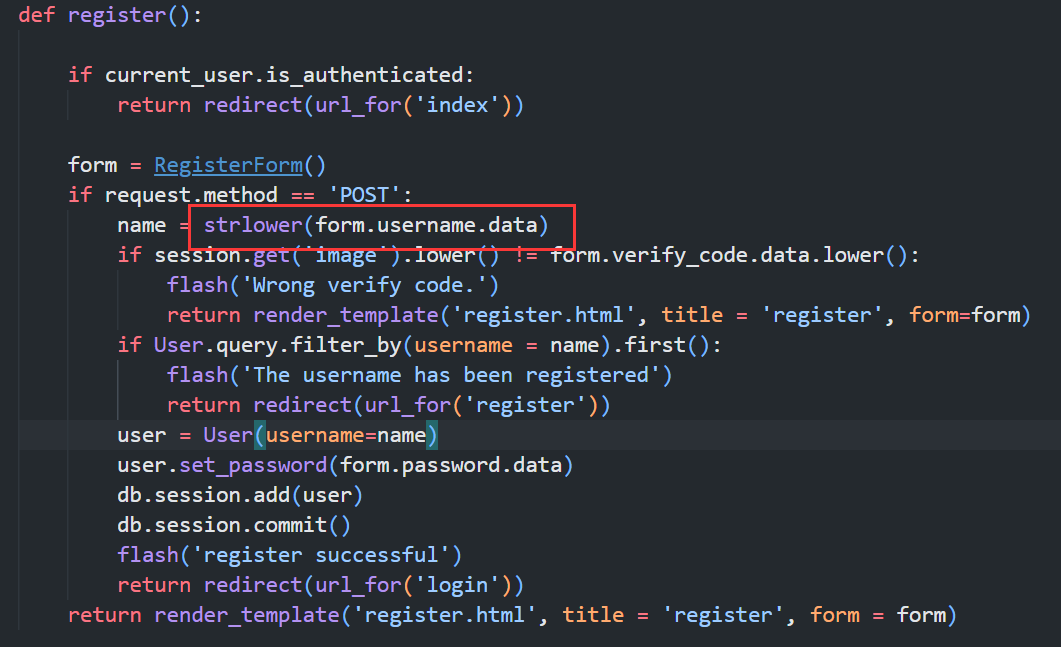 def register():
if current_user.is_authenticated:
return redirect(url_for('index'))
form = RegisterForm()
if request.method == 'POST':
name = strlower(form.username.data)
if session.get('image').lower() != form.verify_code.data.lower():
flash('Wrong verify code.')
return render_template('register.html', title = 'register', form=form)
if User.query.filter_by(username = name).first():
flash('The username has been registered')
return redirect(url_for('register'))
user = User(username=name)
user.set_password(form.password.data)
db.session.add(user)
db.session.commit()
flash('register successful')
return redirect(url_for('login'))
return render_template('register.html', title = 'register', form = form)